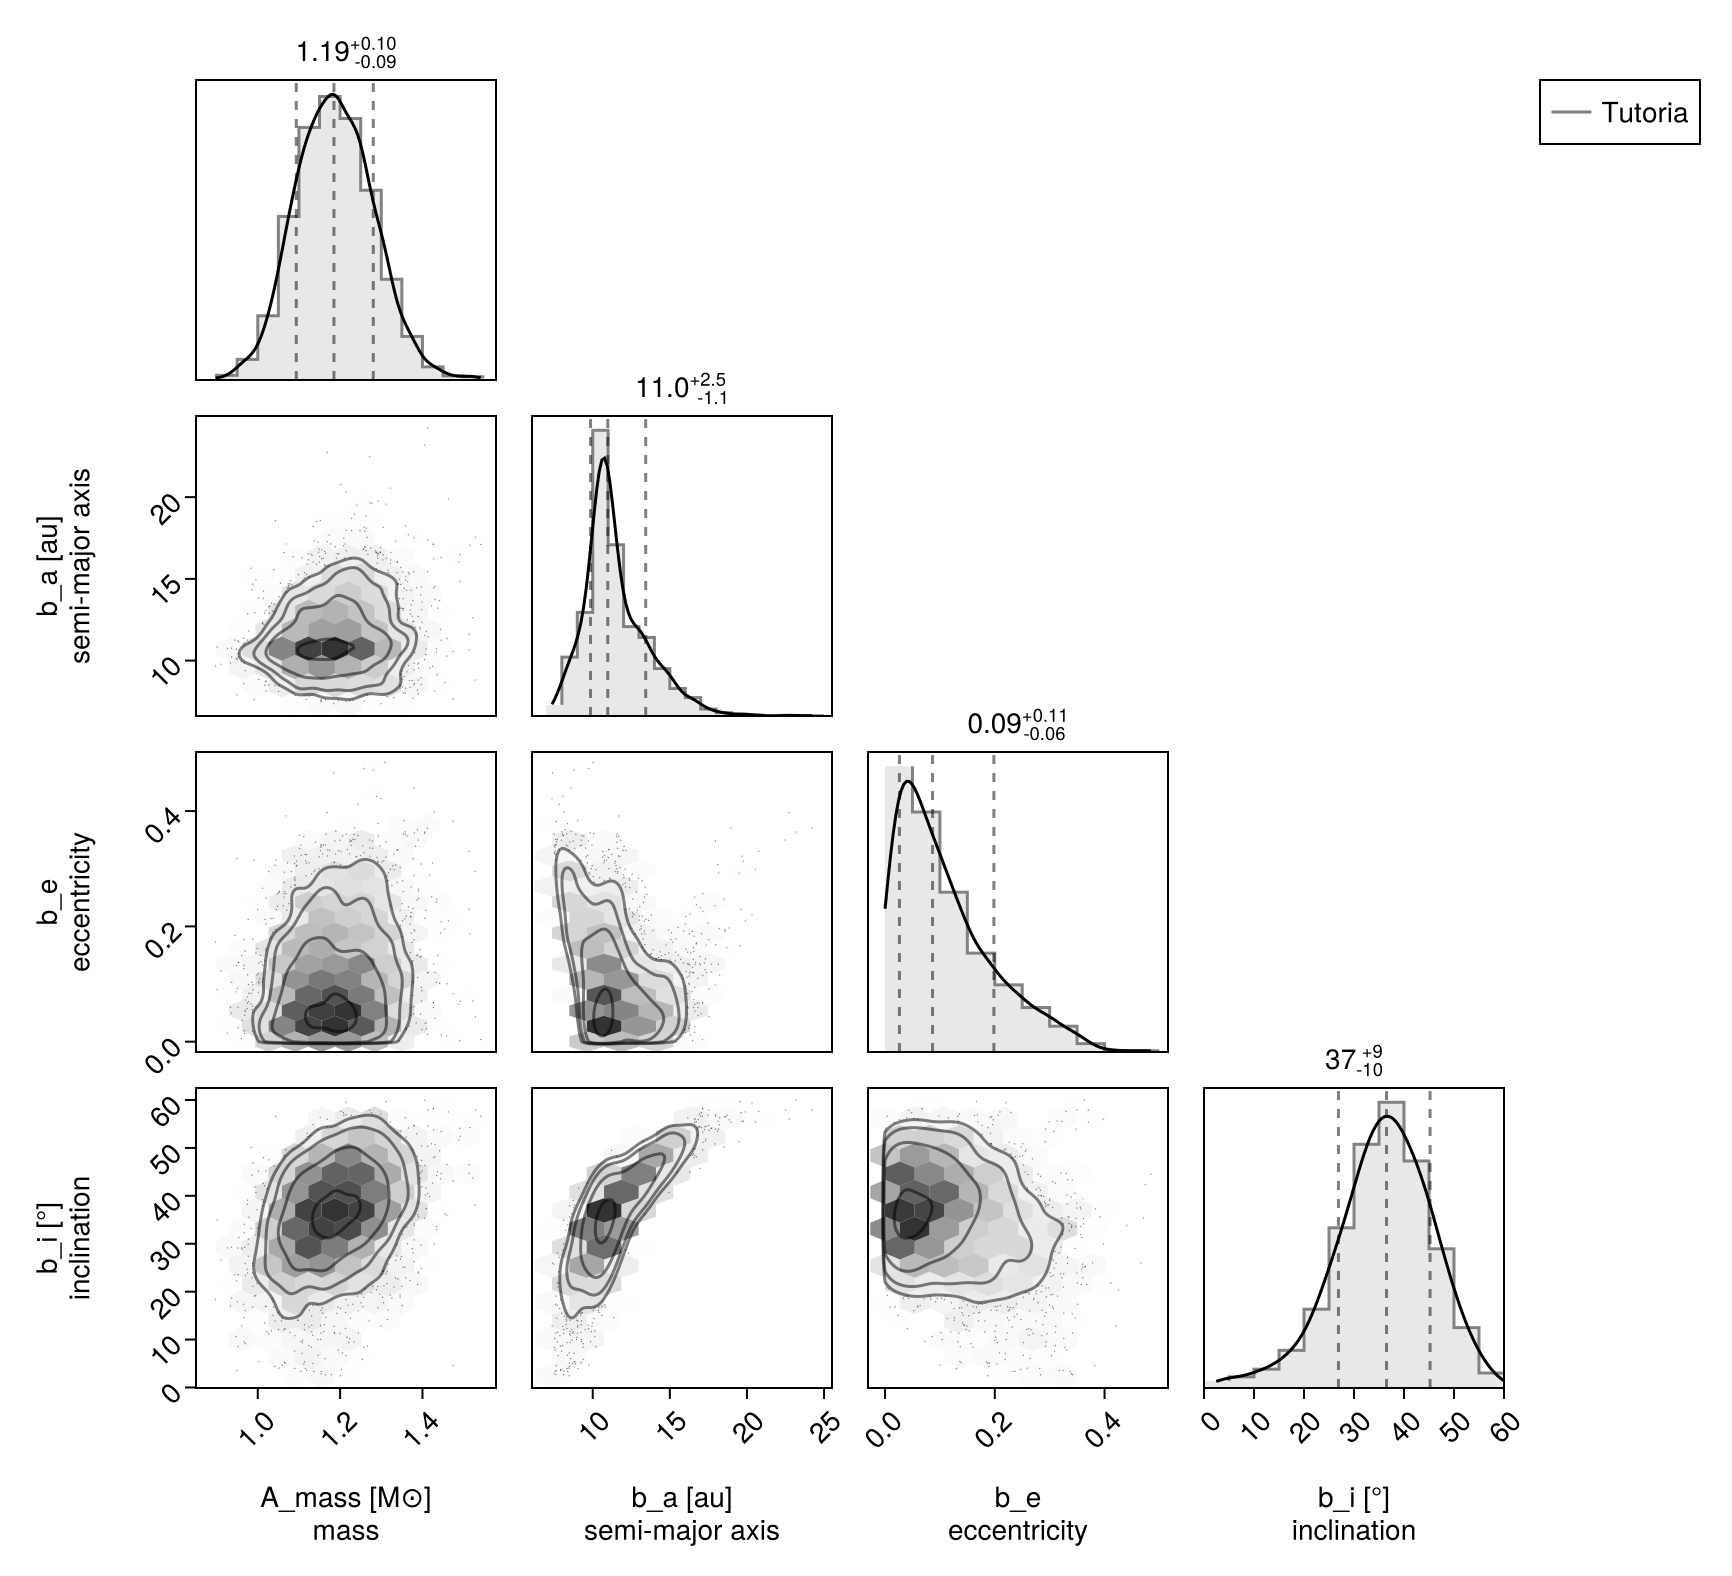 1.19+0.10-0.09
Tutoria
11.0+2.5-1.1
b_a [au]
semi-major axis
20
15
10
0.09+0.11-0.06
b_e
eccentricity
0.4
0.2
0.0
37+9-10
b_i [°]
inclination
60
50
40
30
20
10
0
1.0 1.2 1.4
10 15 20 25
0.0 0.2 0.4
0 10 20 30 40 50 60
A_mass [M⊙]
mass
b_a [au]
semi-major axis
b_e
eccentricity
b_i [°]
inclination